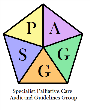 P A
S G
G
Specialist Palliative Care
Audit and Guidelines Group